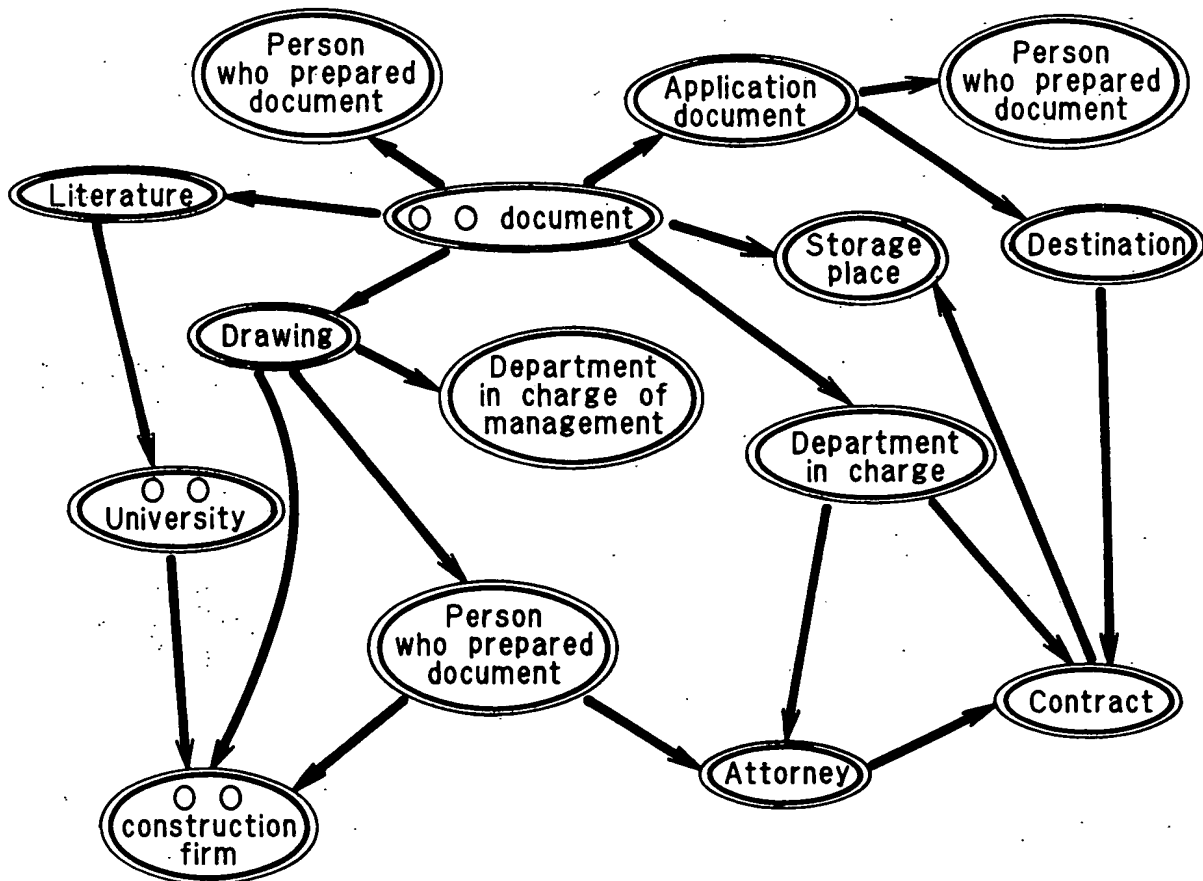 Person
who prepared
document
Application
document
Person
who prepared
document
Literature
○ ○ document
Storage
place
Destination
Drawing
Department
in charge of
management
Department
in charge
○ ○
University
Person
who prepared
document
Contract
Attorney
○ ○
construction
firm